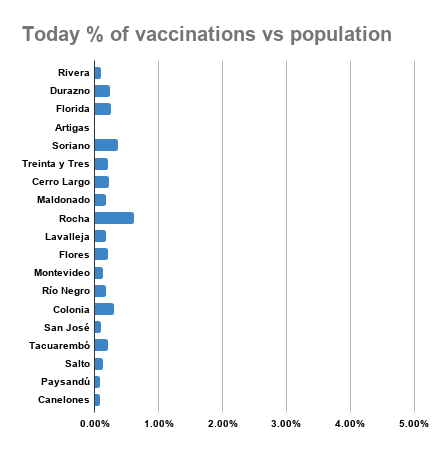 Today % of vaccinations vs population
Rivera
Durazno
Florida
Artigas
Soriano
Treinta y Tres
Cerro Largo
Maldonado
Rocha
Lavalleja
Flores
Montevideo
Río Negro
Colonia
San José
Tacuarembó
Salto
Paysandú
Canelones
0.00% 1.00% 2.00% 3.00% 4.00% 5.00%